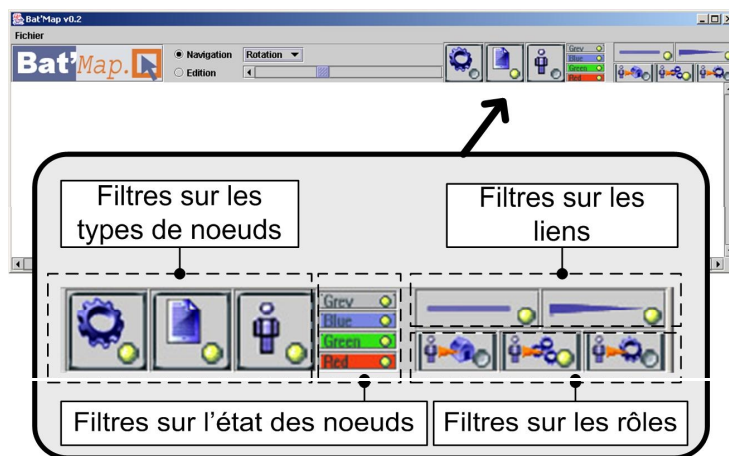 Bat'Map v0.2
Fichier
Bat'Map.
Navigation
Rotation
Edition
Grey
Blue
Green
Red
Filtres sur les
types de noeuds
Filtres sur les
liens
Grey
Blue
Green
Red
Filtres sur l'état des noeuds
Filtres sur les rôles